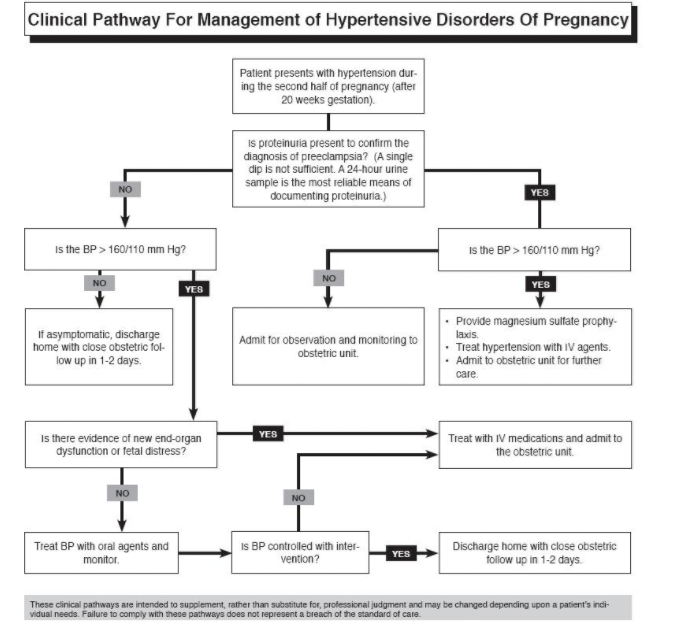 Clinical Pathway For Management of Hypertensive Disorders Of Pregnancy
Patient presents with hypertension dur-
ing the second half of pregnancy (after
20 weeks gestation).
Is proteinuria present to confirm the
diagnosis of preeclampsia? (A single
dip is not sufficient. A 24-hour urine
sample is the most reliable means of
documenting proteinuria.)
NO
YES
Is the BP > 160/110 mm Hg?
Is the BP > 160/110 mm Hg?
NO
YES
NO
YES
If asymptomatic, discharge
home with close obstetric fol-
low up in 1-2 days.
Admit for observation and monitoring to
obstetric unit.
• Provide magnesium sulfate prophy-
laxis.
• Treat hypertension with IV agents.
• Admit to obstetric unit for further
care.
Is there evidence of new end-organ
dysfunction or fetal distress?
YES
Treat with IV medications and admit to
the obstetric unit.
NO
NO
Treat BP with oral agents and
monitor.
Is BP controlled with inter-
vention?
YES
Discharge home with close obstetric
follow up in 1-2 days.
These clinical pathways are intended to supplement, rather than substitute for, professional judgment and may be changed depending upon a patient's indi-
vidual needs. Failure to comply with these pathways does not represent a breach of the standard of care.